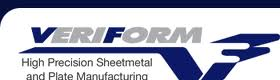 VERIFORM
High Precision Sheetmetal
and Plate Manufacturing